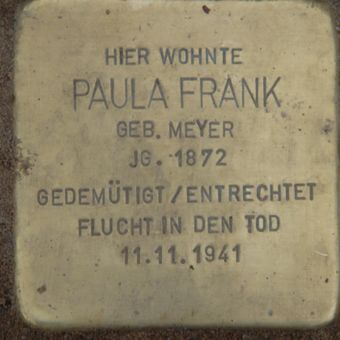 HIER WOHNTE
PAULA FRANK
GEB. MEYER
JG. 1872
GEDEMÜTIGT/ENTRECHTET
FLUCHT IN DEN TOD
11.11.1941